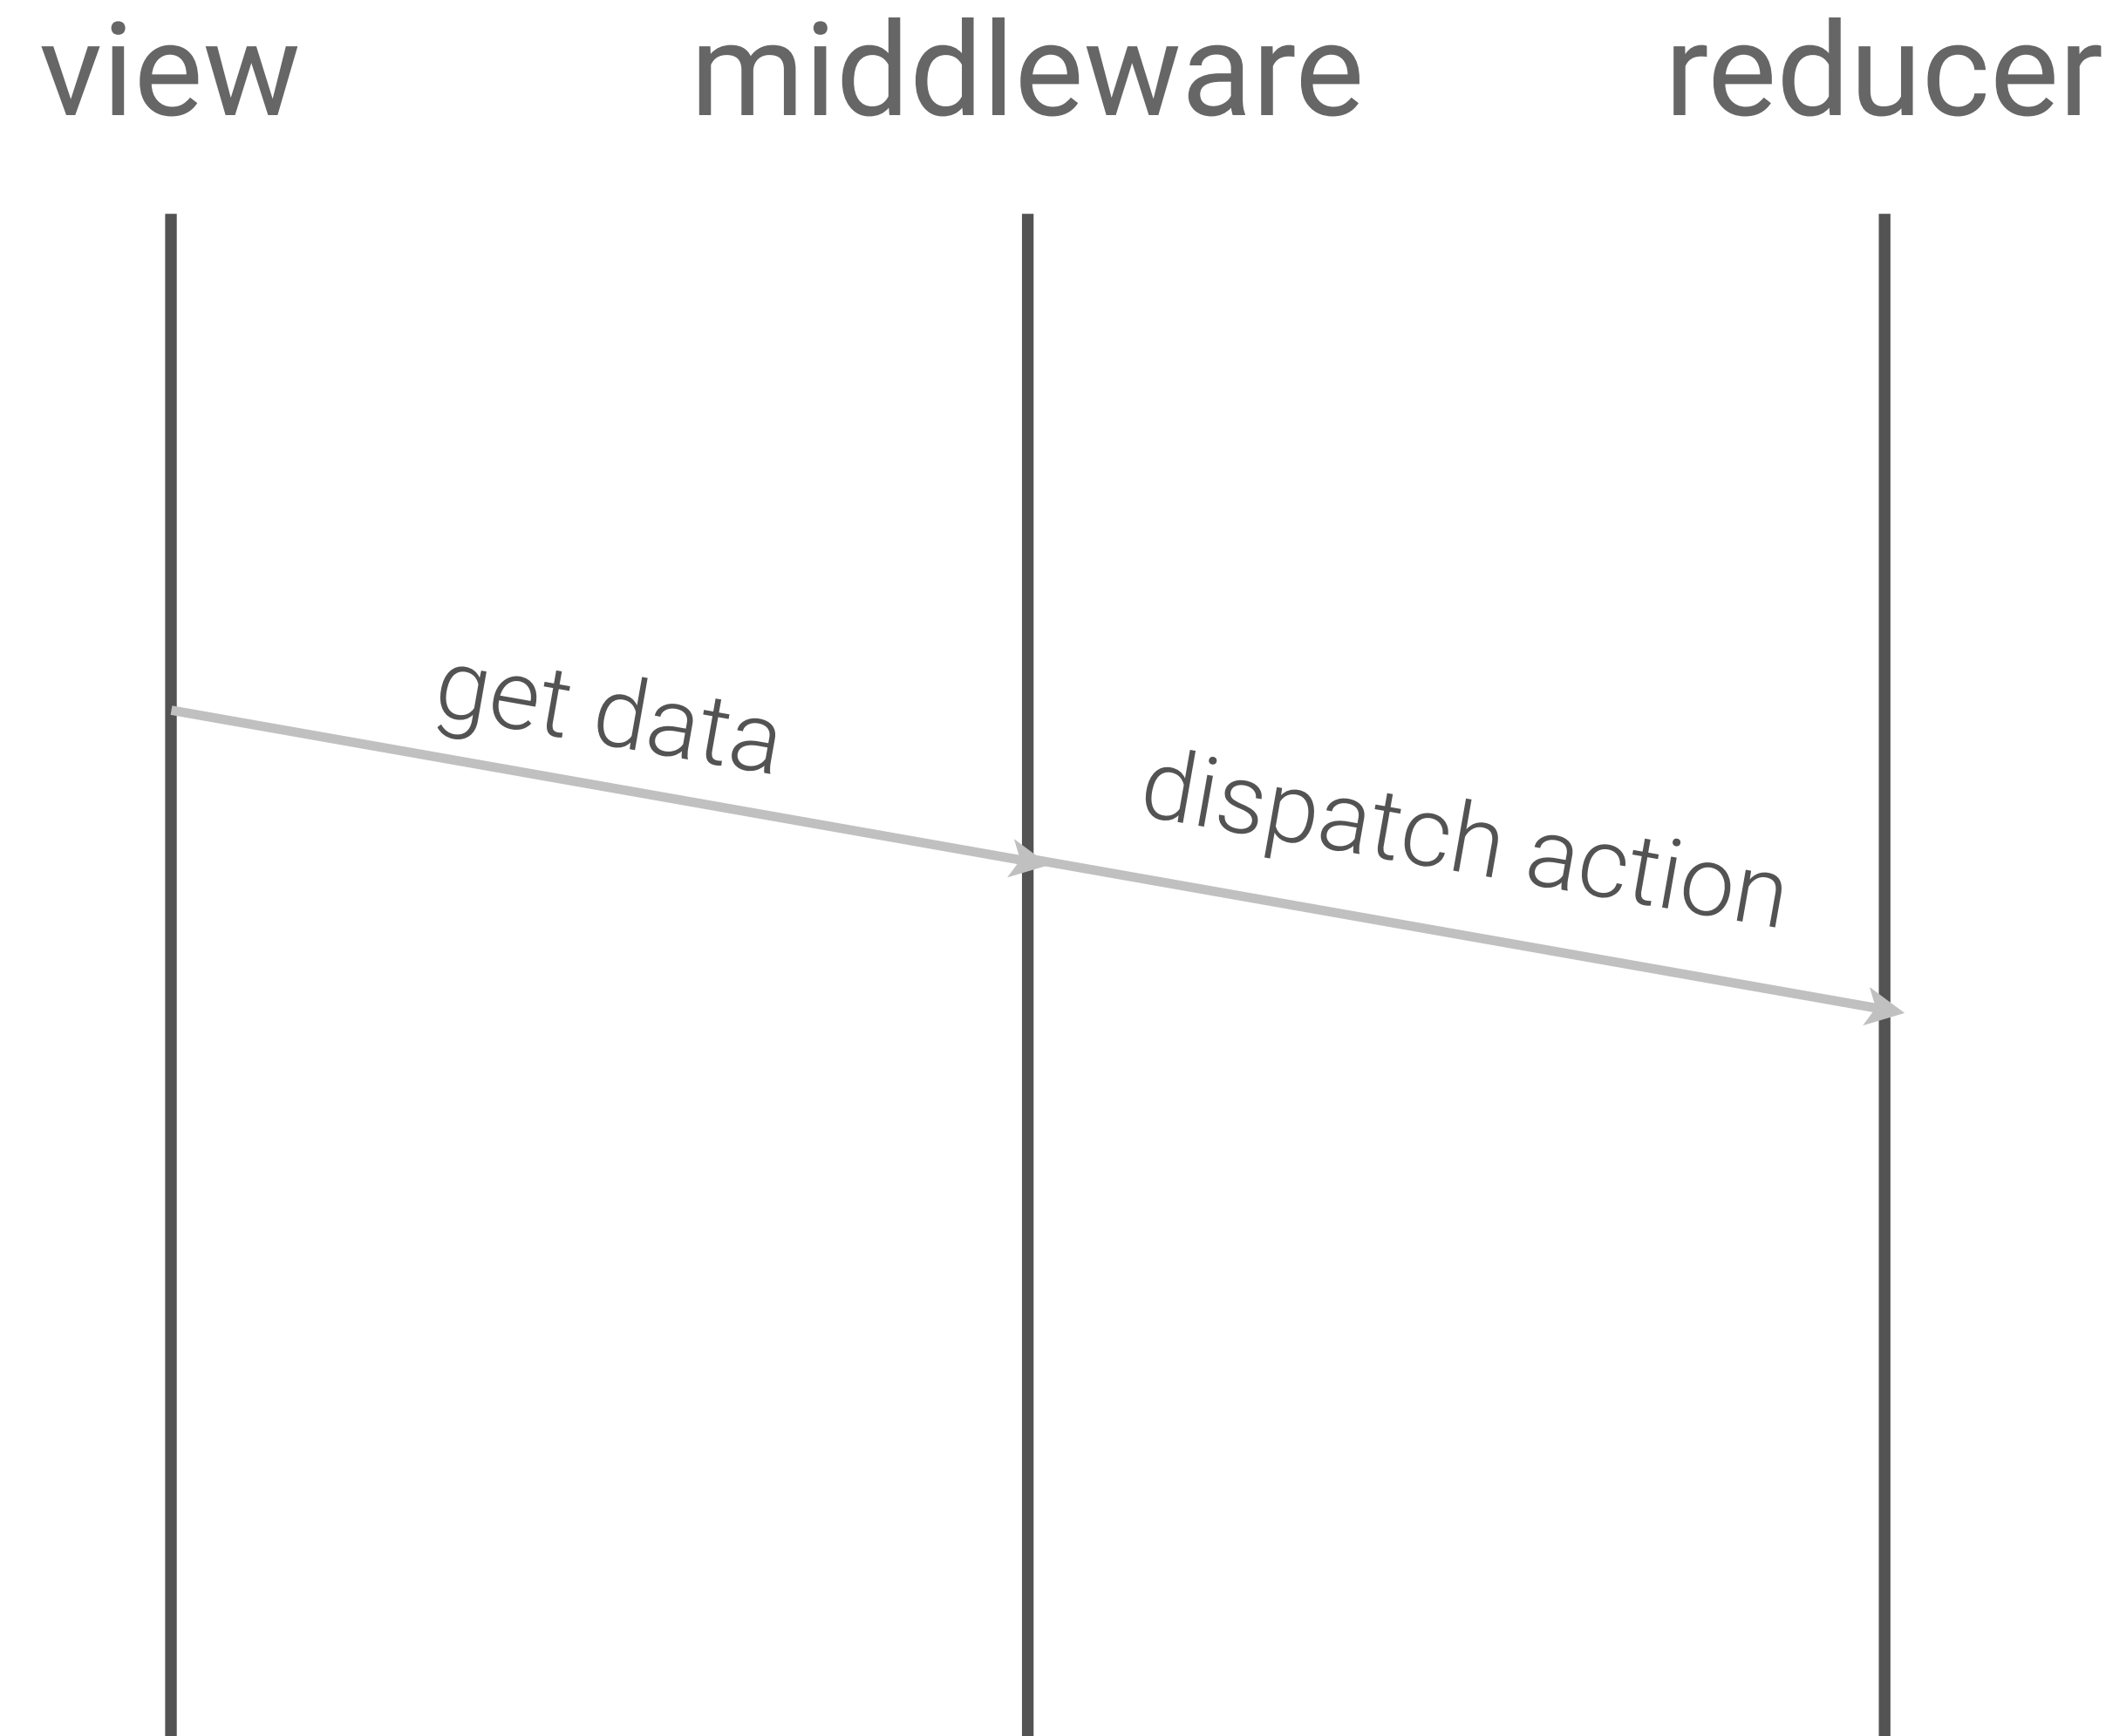 view middleware reducer
get data
dispatch action